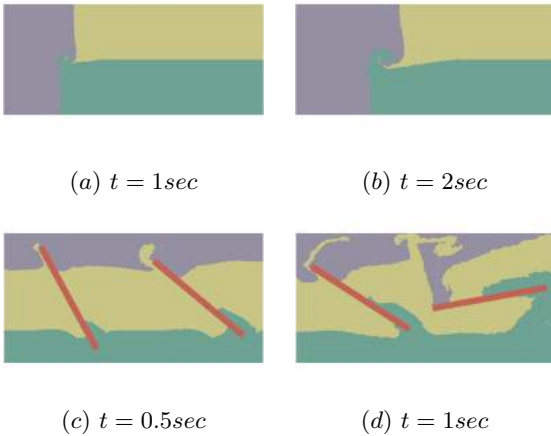 (a) t = 1sec
(b) t = 2sec
(c) t = 0.5sec
(d) t = 1sec